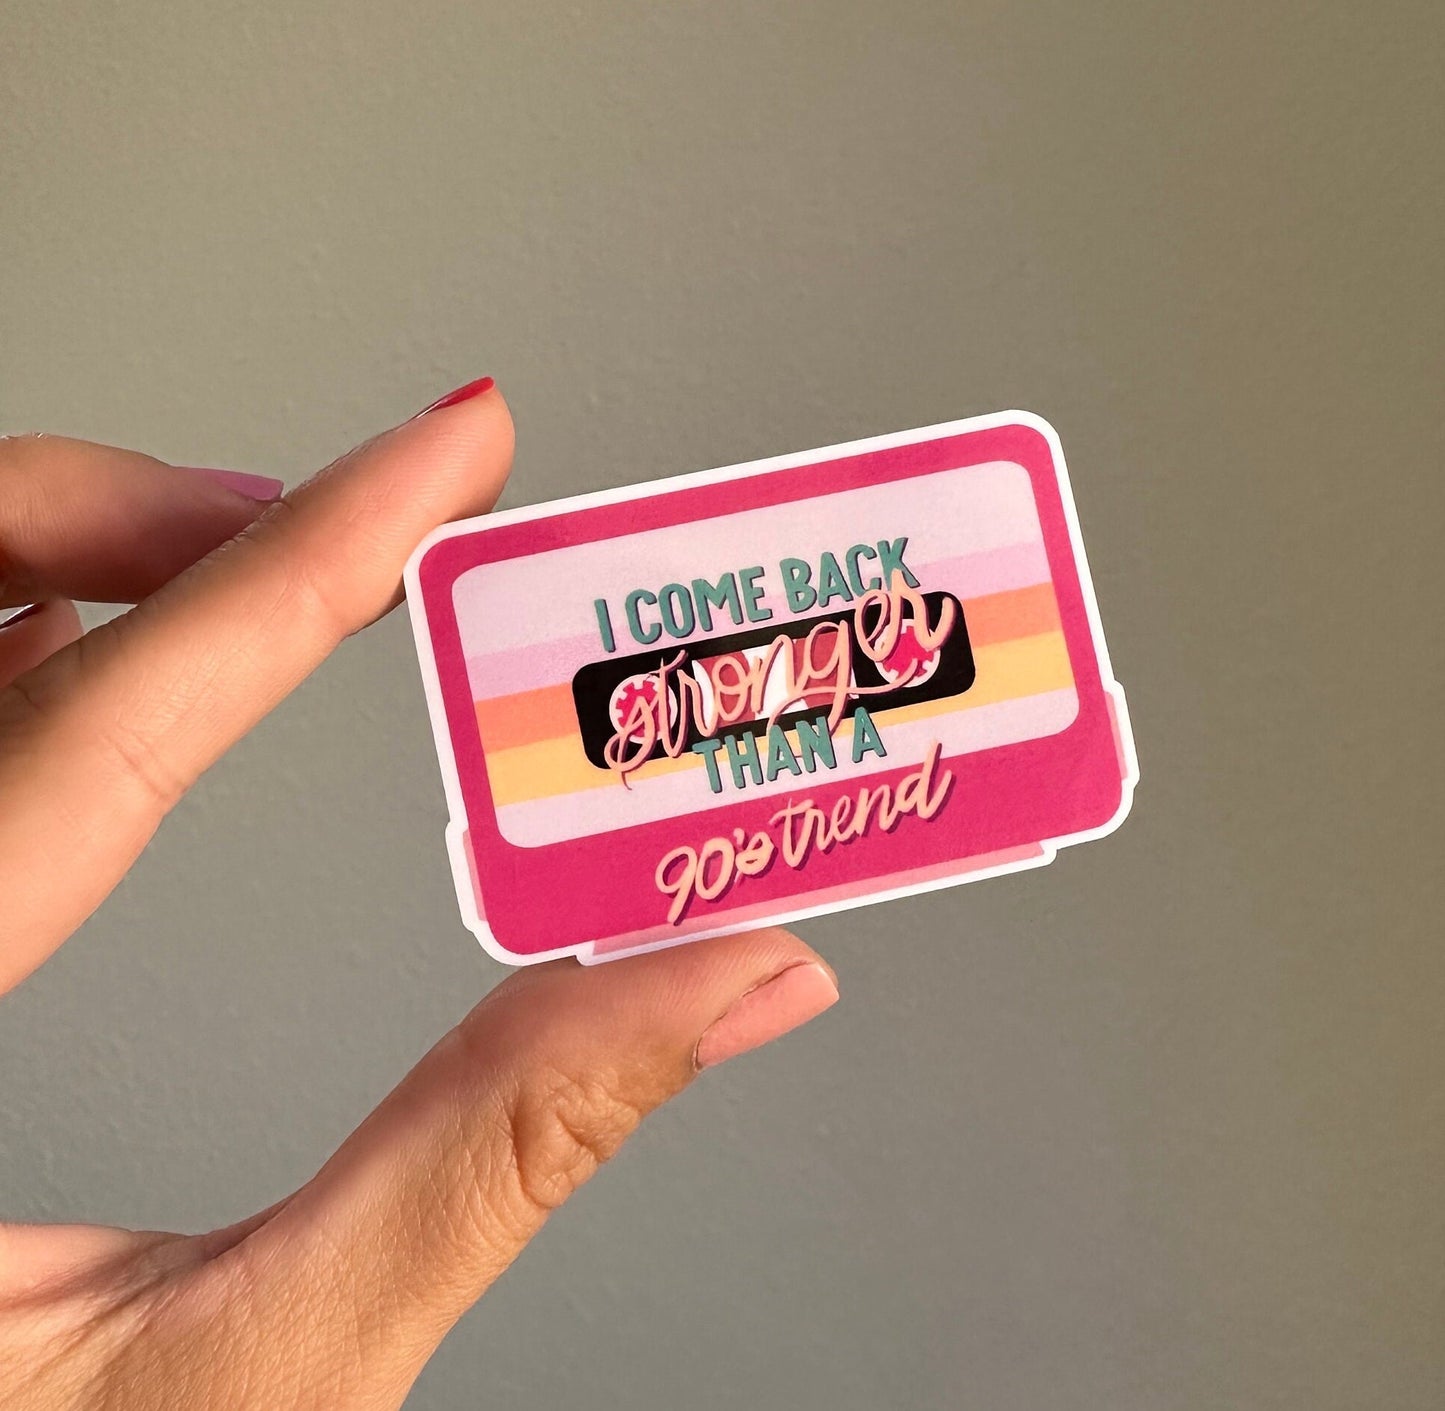 I COME BACK
stronger
THAN A
90's trend